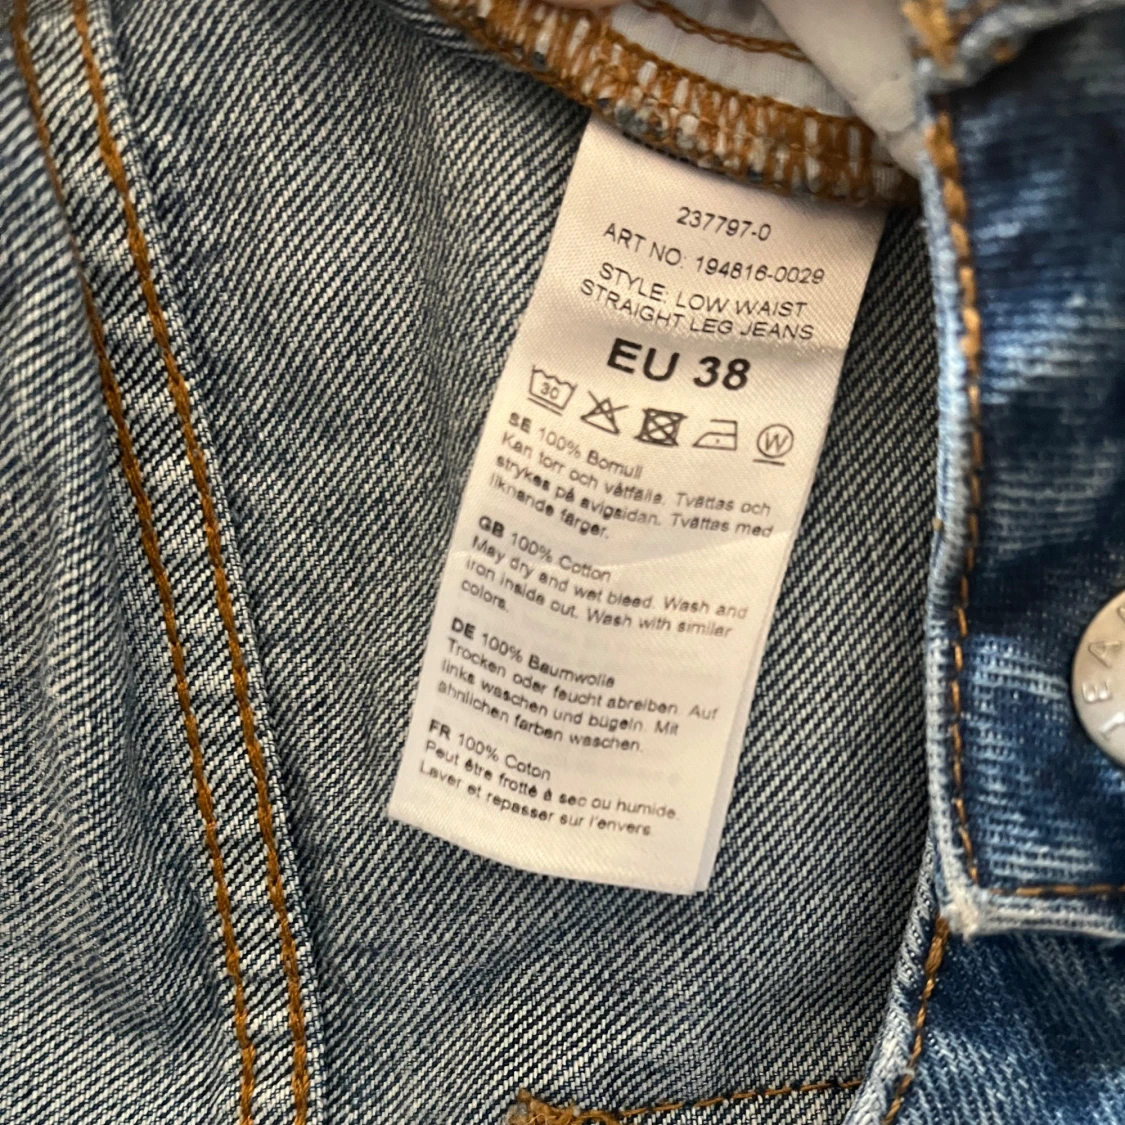 237797-0
ART NO. 194816-0029
STYLE: LOW WAIST
STRAIGHT LEG JEANS
EU 38
30
W
SE 100% Bomull
Kan torr och våtfälla. Tvättas och
strykas på avigsidan. Tvättas med
liknande färger.
GB 100% Cotton
May dry and wet bleed. Wash and
iron inside out. Wash with similar
colors.
DE 100% Baumwolle
Trocken oder feucht abreiben. Auf
links waschen und bügeln. Mit
ähnlichen farben waschen.
FR 100% Coton
Peut être frotté à sec ou humide.
Laver et repasser sur l'envers